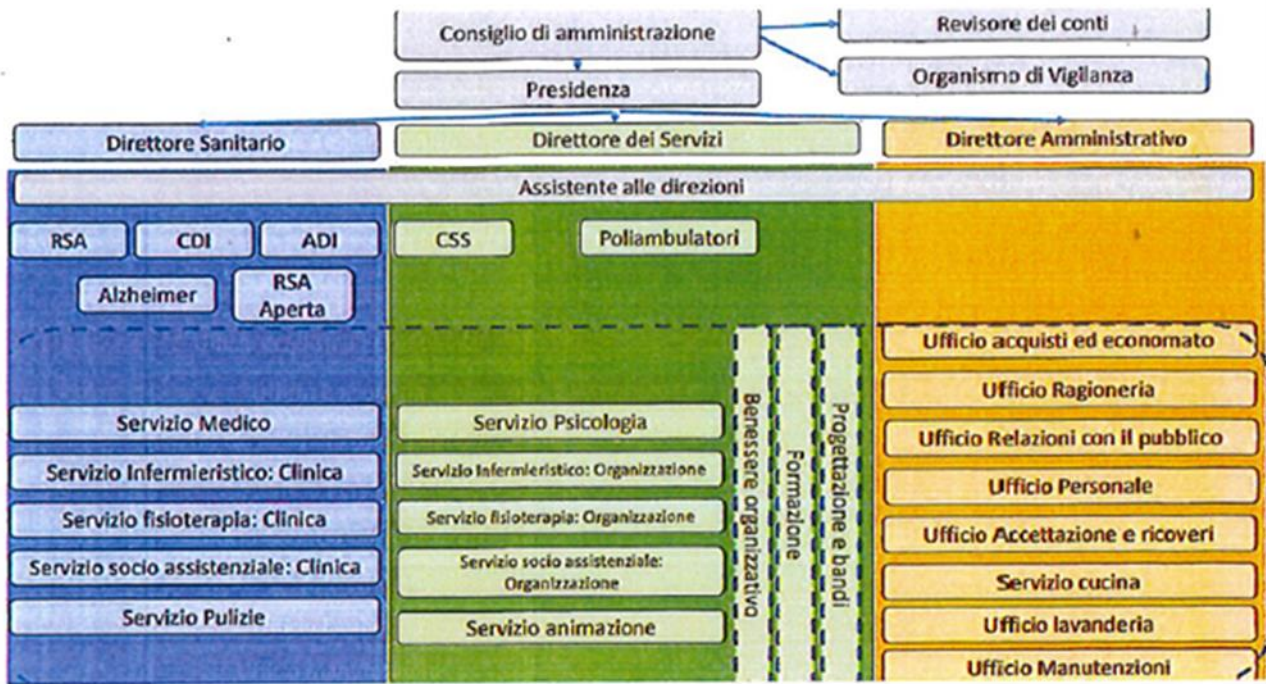 Consiglio di amministrazione
Revisore dei conti
Organismo di Vigilanza
Presidenza
Direttore Sanitario
Direttore dei Servizi
Direttore Amministrativo
Assistente alle direzioni
RSA
CDI
ADI
CSS
Poliambulatori
Alzheimer
RSA
Aperta
Servizio Medico
Servizio Infermieristico: Clinica
Servizio fisioterapia: Clinica
Servizio socio assistenziale: Clinica
Servizio Pulizie
Servizio Psicologia
Servizio Infermieristico: Organizzazione
Servizio fisioterapia: Organizzazione
Servizio socio assistenziale:
Organizzazione
Servizio animazione
Benessere organizzativo
Formazione
Progettazione e bandi
Ufficio acquisti ed economato
Ufficio Ragioneria
Ufficio Relazioni con il pubblico
Ufficio Personale
Ufficio Accettazione e ricoveri
Servizio cucina
Ufficio lavanderia
Ufficio Manutenzioni